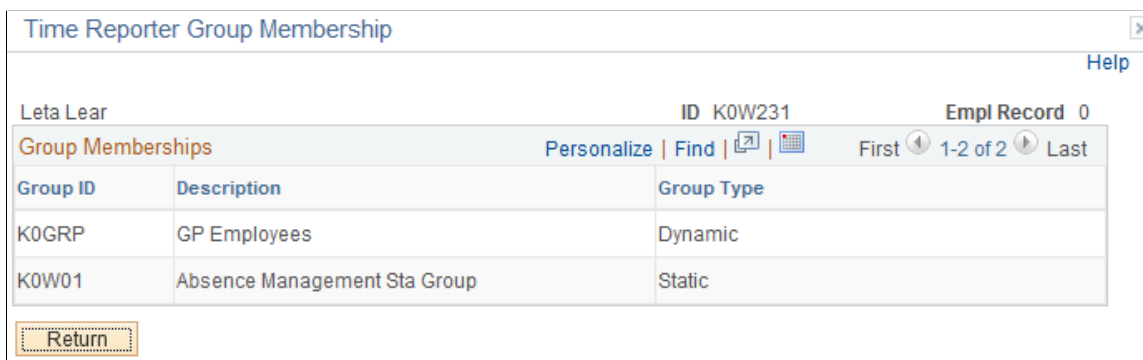 Time Reporter Group Membership
Help
Leta Lear ID K0W231 Empl Record 0
Group Memberships Personalize | Find | | First 1-2 of 2 Last
Group ID Description Group Type
K0GRP GP Employees Dynamic
K0W01 Absence Management Sta Group Static
Return